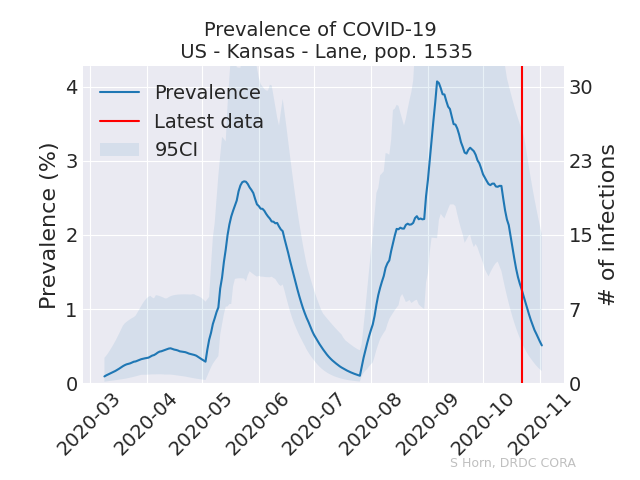 Prevalence of COVID-19
US - Kansas - Lane, pop. 1535
Prevalence
Latest data
95CI
Prevalence (%)
4
3
2
1
0
30
23
15
7
0
# of infections
2020-03
2020-04
2020-05
2020-06
2020-07
2020-08
2020-09
2020-10
2020-11
S Horn, DRDC CORA